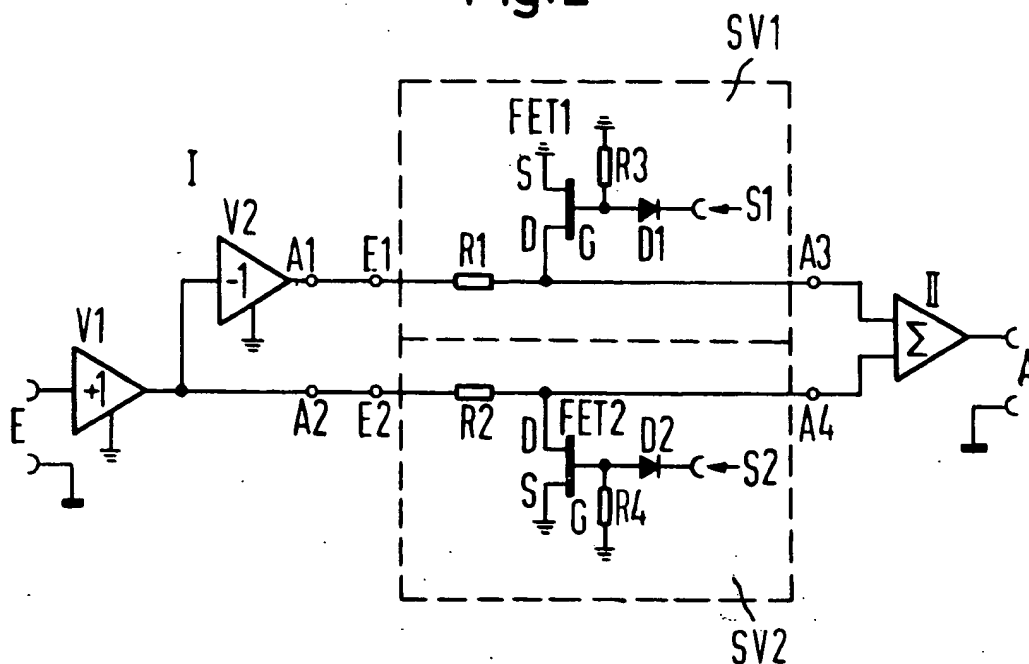 Fig.2
SV1
FET1
I
S
R3
S1
V2
D
G
D1
A1
E1
R1
A3
-1
II
V1
Σ
+1
A
E
A2
E2
R2
D
FET2
D2
A4
S2
S
G
R4
SV2